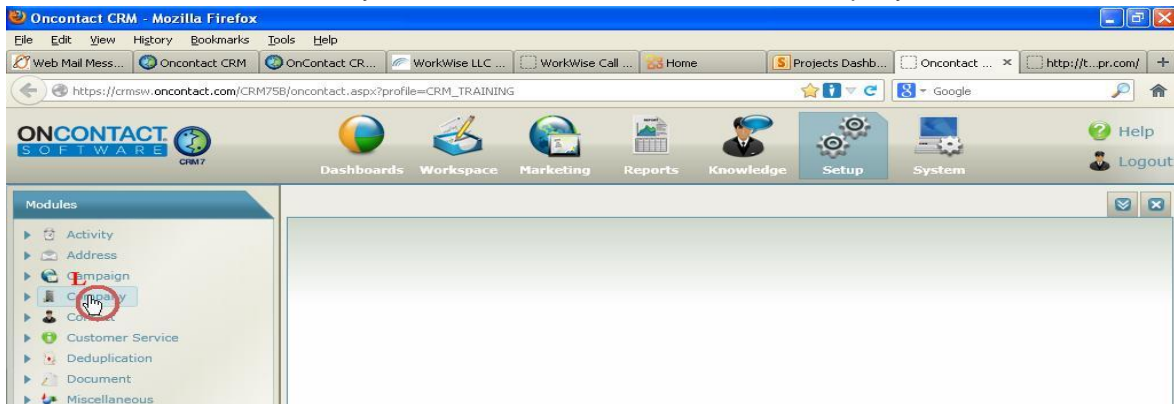 Oncontact CRM - Mozilla Firefox
File Edit View History Bookmarks Tools Help
Web Mail Mess... Oncontact CRM OnContact CR... WorkWise LLC ... WorkWise Call ... Home Projects Dashb... Oncontact ... × http://t...pr.com/ +
https://crmsw.oncontact.com/CRM75B/oncontact.aspx?profile=CRM_TRAINING Google
ONCONTACT
SOFTWARE
CRM 7
Dashboards Workspace Marketing Reports Knowledge Setup System
Help
Logout
Modules
Activity
Address
Campaign
L
Company
Contact
Customer Service
Deduplication
Document
Miscellaneous